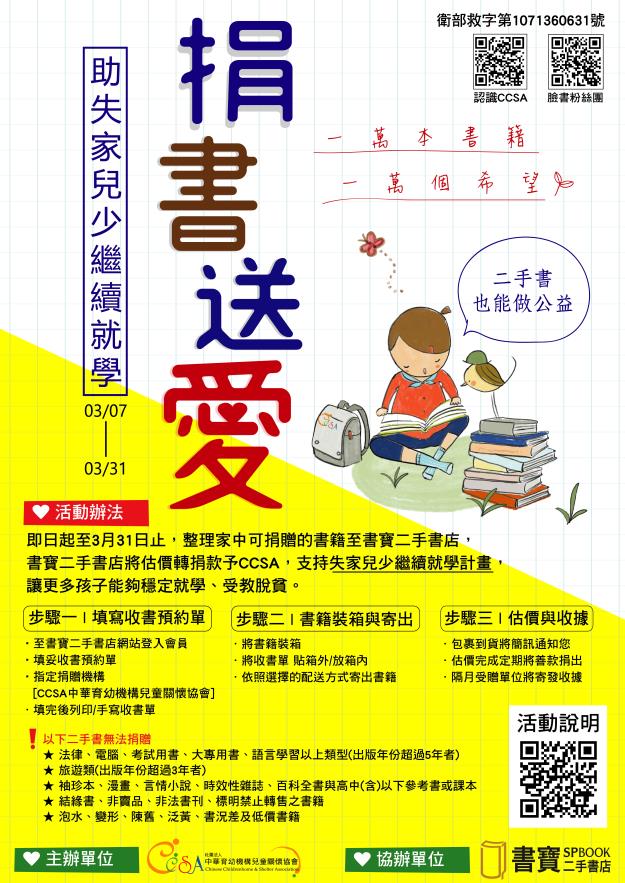 衛部救字第1071360631號
認識CCSA
臉書粉絲團
捐書送愛
助失家兒少繼續就學
03/07
03/31
一萬本書籍
一萬個希望
二手書
也能做公益
CCSA
活動辦法
即日起至3月31日止，整理家中可捐贈的書籍至書寶二手書店，
書寶二手書店將估價轉捐款予CCSA，支持失家兒少繼續就學計畫，
讓更多孩子能夠穩定就學、受教脫貧。
步驟一 | 填寫收書預約單
· 至書寶二手書店網站登入會員
· 填妥收書預約單
· 指定捐贈機構
[CCSA中華育幼機構兒童關懷協會]
· 填完後列印/手寫收書單
步驟二 | 書籍裝箱與寄出
· 將書籍裝箱
· 將收書單 貼箱外/放箱內
· 依照選擇的配送方式寄出書籍
步驟三 | 估價與收據
· 包裹到貨將簡訊通知您
· 估價完成定期將善款捐出
· 隔月受贈單位將寄發收據
! 以下二手書無法捐贈
★ 法律、電腦、考試用書、大專用書、語言學習以上類型(出版年份超過5年者)
★ 旅遊類(出版年份超過3年者)
★ 袖珍本、漫畫、言情小說、時效性雜誌、百科全書與高中(含)以下參考書或課本
★ 結緣書、非賣品、非法書刊、標明禁止轉售之書籍
★ 泡水、變形、陳舊、泛黃、書況差及低價書籍
活動說明
主辦單位
CCSA
社團法人
中華育幼機構兒童關懷協會
Chinese Childrenhome & Shelter Association
協辦單位
書寶 SPBOOK
二手書店